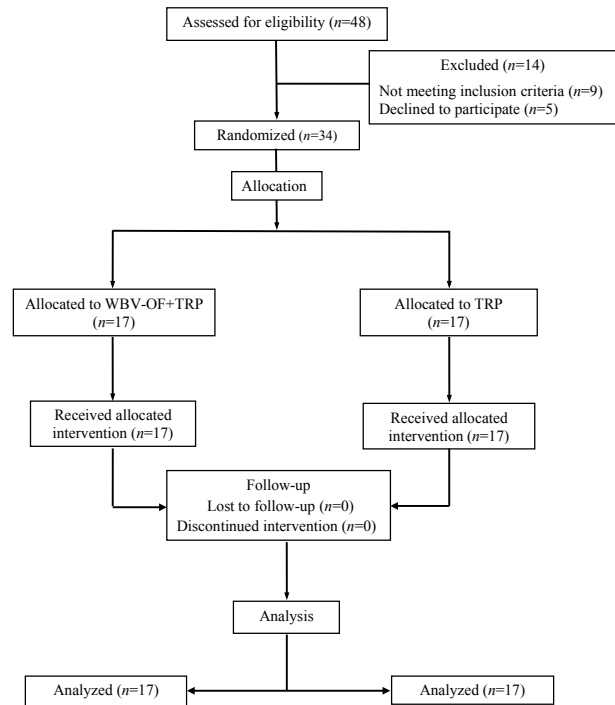 Assessed for eligibility (n=48)
Excluded (n=14)
Not meeting inclusion criteria (n=9)
Declined to participate (n=5)
Randomized (n=34)
Allocation
Allocated to WBV-OF+TRP
(n=17)
Allocated to TRP
(n=17)
Received allocated
intervention (n=17)
Received allocated
intervention (n=17)
Follow-up
Lost to follow-up (n=0)
Discontinued intervention (n=0)
Analysis
Analyzed (n=17)
Analyzed (n=17)